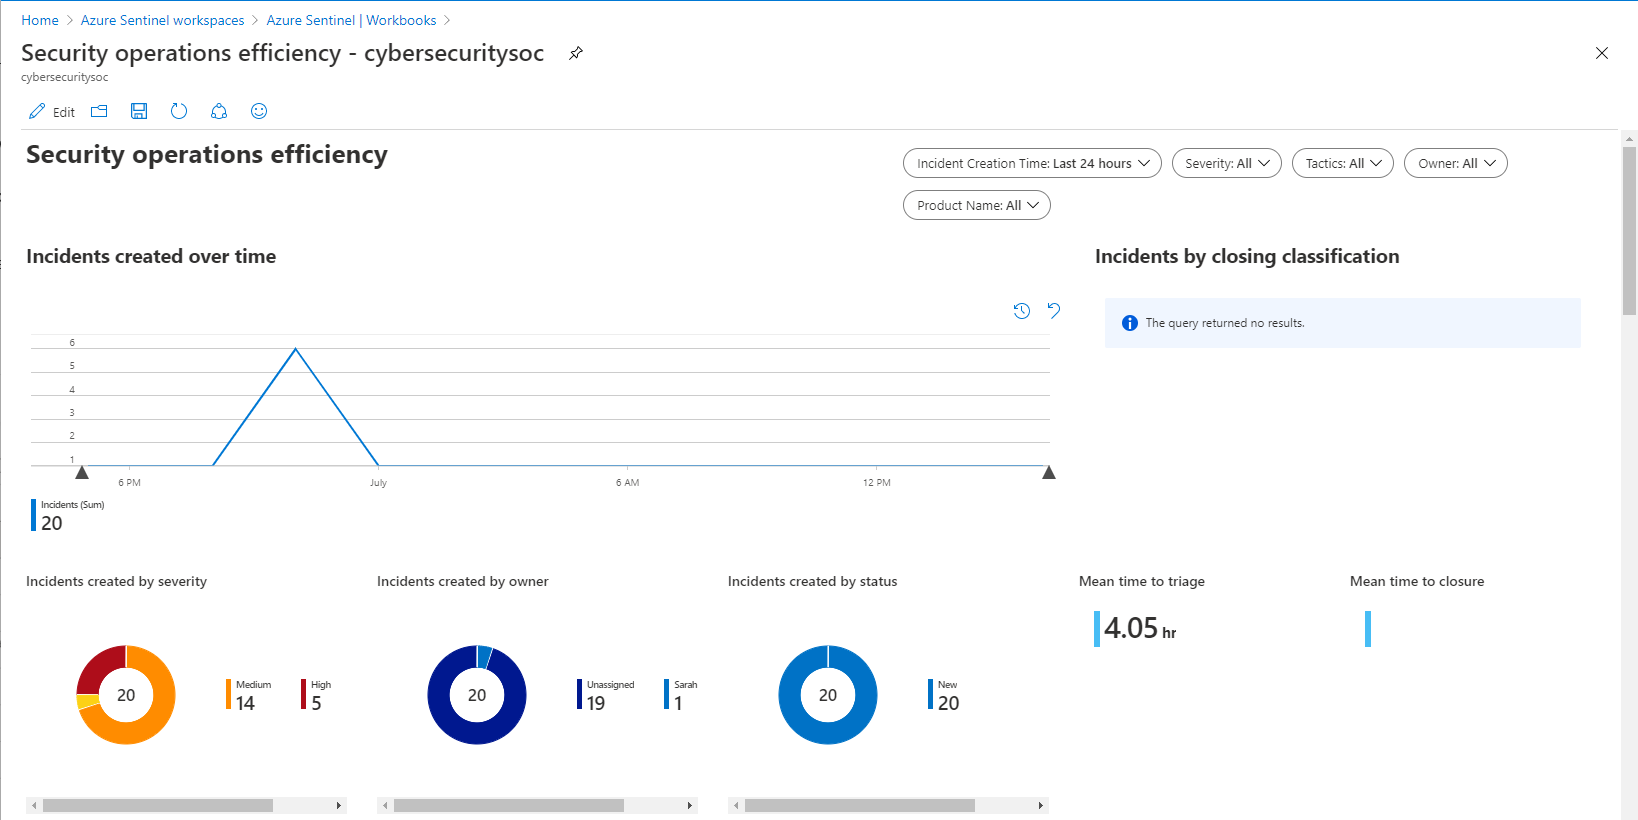 Home > Azure Sentinel workspaces > Azure Sentinel | Workbooks >
Security operations efficiency - cybersecuritysoc
cybersecuritysoc
Edit
Security operations efficiency
Incident Creation Time: Last 24 hours
Severity: All
Tactics: All
Owner: All
Product Name: All
Incidents created over time
Incidents by closing classification
The query returned no results.
6
5
4
3
2
1
6 PM
July
6 AM
12 PM
Incidents (Sum)
20
Incidents created by severity
20
Medium
14
High
5
Incidents created by owner
20
Unassigned
19
Sarah
1
Incidents created by status
20
New
20
Mean time to triage
4.05 hr
Mean time to closure